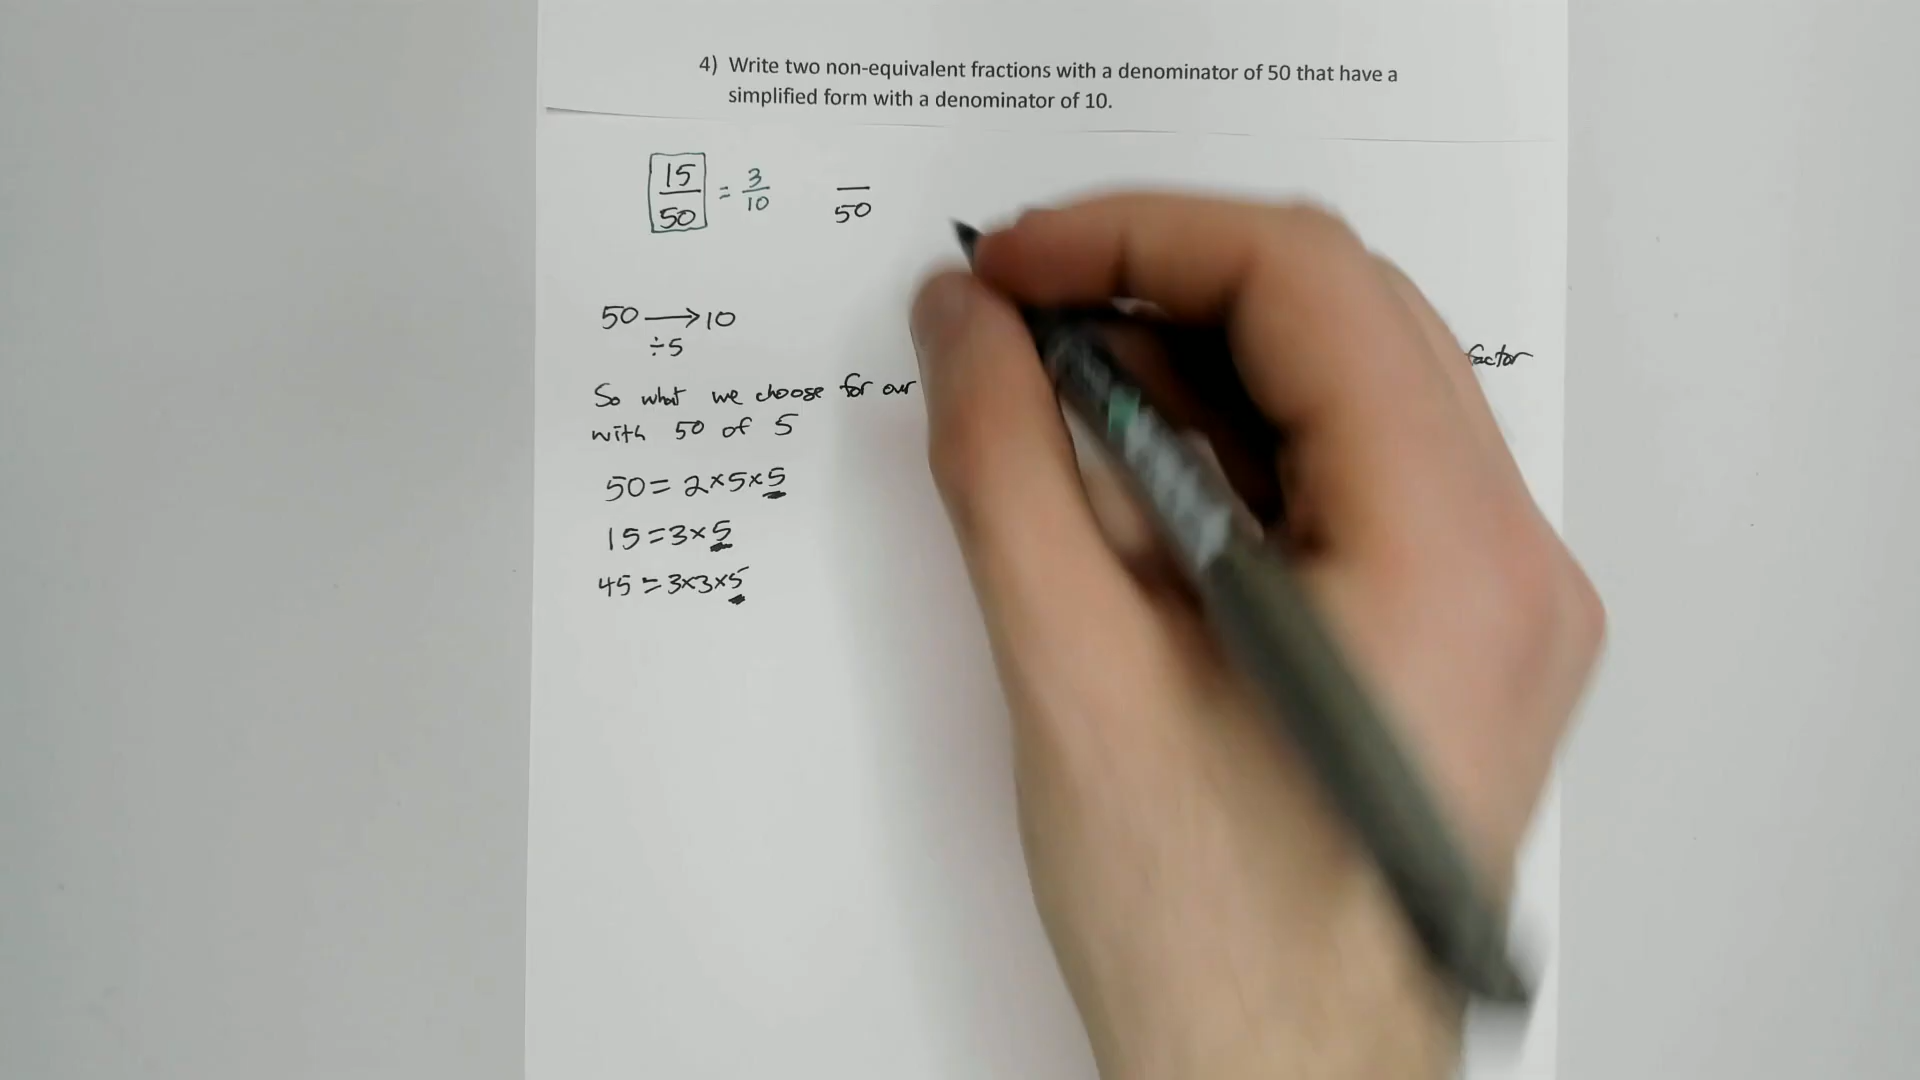 4) Write two non-equivalent fractions with a denominator of 50 that have a
simplified form with a denominator of 10.
15/50 = 3/10 —/50
50 → 10
÷5
So what we choose for our factor
with 50 of 5
50 = 2×5×5
15 = 3×5
45 = 3×3×5